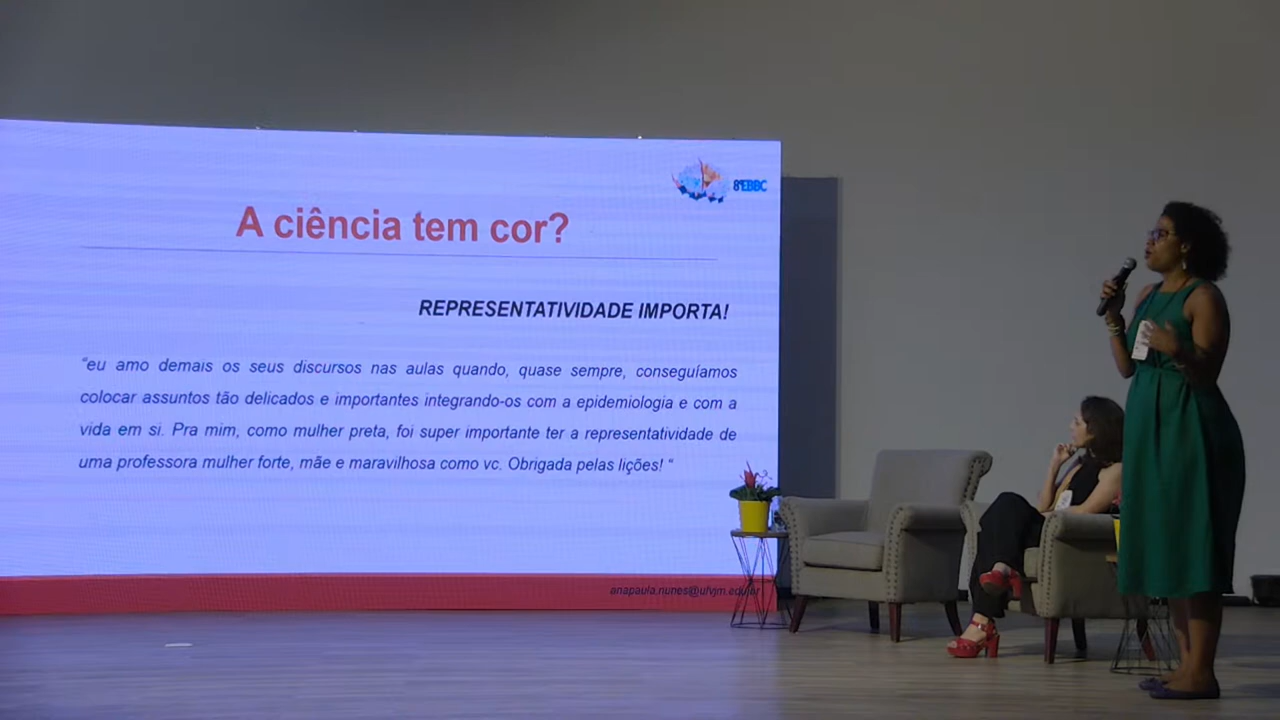 8ºEBBC
A ciência tem cor?
REPRESENTATIVIDADE IMPORTA!
“eu amo demais os seus discursos nas aulas quando, quase sempre, conseguíamos
colocar assuntos tão delicados e importantes integrando-os com a epidemiologia e com a
vida em si. Pra mim, como mulher preta, foi super importante ter a representatividade de
uma professora mulher forte, mãe e maravilhosa como vc. Obrigada pelas lições! “
anapaula.nunes@ufvjm.edu.br